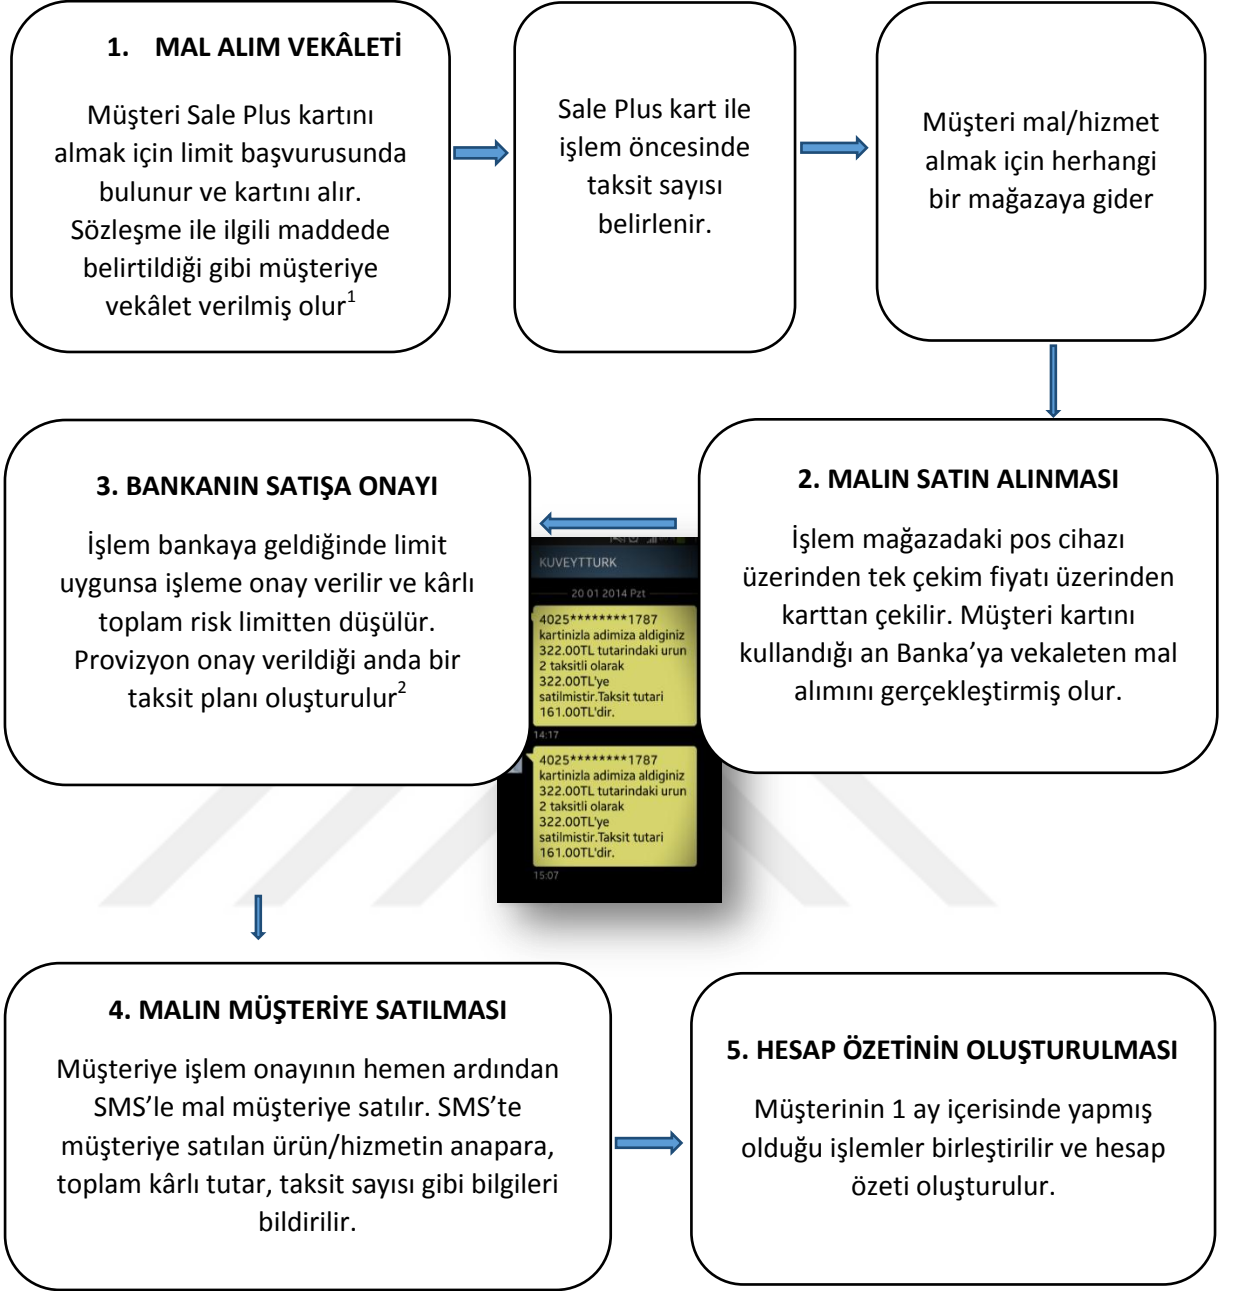 1. MAL ALIM VEKÂLETİ
Müşteri Sale Plus kartını
almak için limit başvurusunda
bulunur ve kartını alır.
Sözleşme ile ilgili maddede
belirtildiği gibi müşteriye
vekâlet verilmiş olur1
Sale Plus kart ile
işlem öncesinde
taksit sayısı
belirlenir.
Müşteri mal/hizmet
almak için herhangi
bir mağazaya gider
2. MALIN SATIN ALINMASI
İşlem mağazadaki pos cihazı
üzerinden tek çekim fiyatı üzerinden
karttan çekilir. Müşteri kartını
kullandığı an Banka’ya vekaleten mal
alımını gerçekleştirmiş olur.
3. BANKANIN SATIŞA ONAYI
İşlem bankaya geldiğinde limit
uygunsa işleme onay verilir ve kârlı
toplam risk limitten düşülür.
Provizyon onay verildiği anda bir
taksit planı oluşturulur2
KUVEYTTURK
20 01 2014 Pzt
4025********1787
kartinizla adimiza aldiginiz
322.00TL tutarindaki urun
2 taksitli olarak
322.00TL'ye
satilmistir.Taksit tutari
161.00TL'dir.
14:17
4025********1787
kartinizla adimiza aldiginiz
322.00TL tutarindaki urun
2 taksitli olarak
322.00TL'ye
satilmistir.Taksit tutari
161.00TL'dir.
15:07
4. MALIN MÜŞTERİYE SATILMASI
Müşteriye işlem onayının hemen ardından
SMS’le mal müşteriye satılır. SMS’te
müşteriye satılan ürün/hizmetin anapara,
toplam kârlı tutar, taksit sayısı gibi bilgileri
bildirilir.
5. HESAP ÖZETİNİN OLUŞTURULMASI
Müşterinin 1 ay içerisinde yapmış
olduğu işlemler birleştirilir ve hesap
özeti oluşturulur.